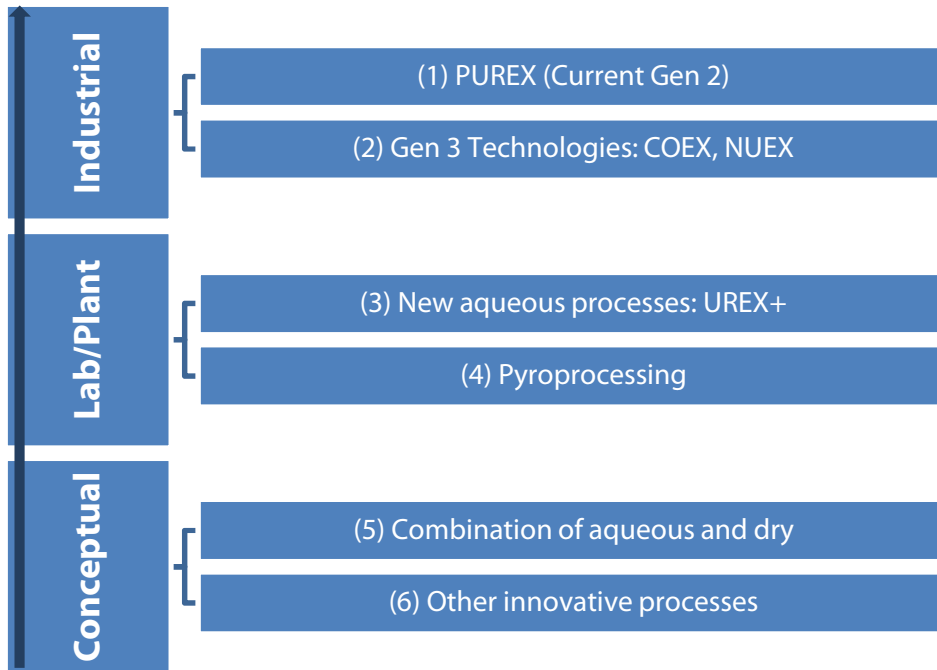 Industrial
(1) PUREX (Current Gen 2)
(2) Gen 3 Technologies: COEX, NUEX
Lab/Plant
(3) New aqueous processes: UREX+
(4) Pyroprocessing
Conceptual
(5) Combination of aqueous and dry
(6) Other innovative processes